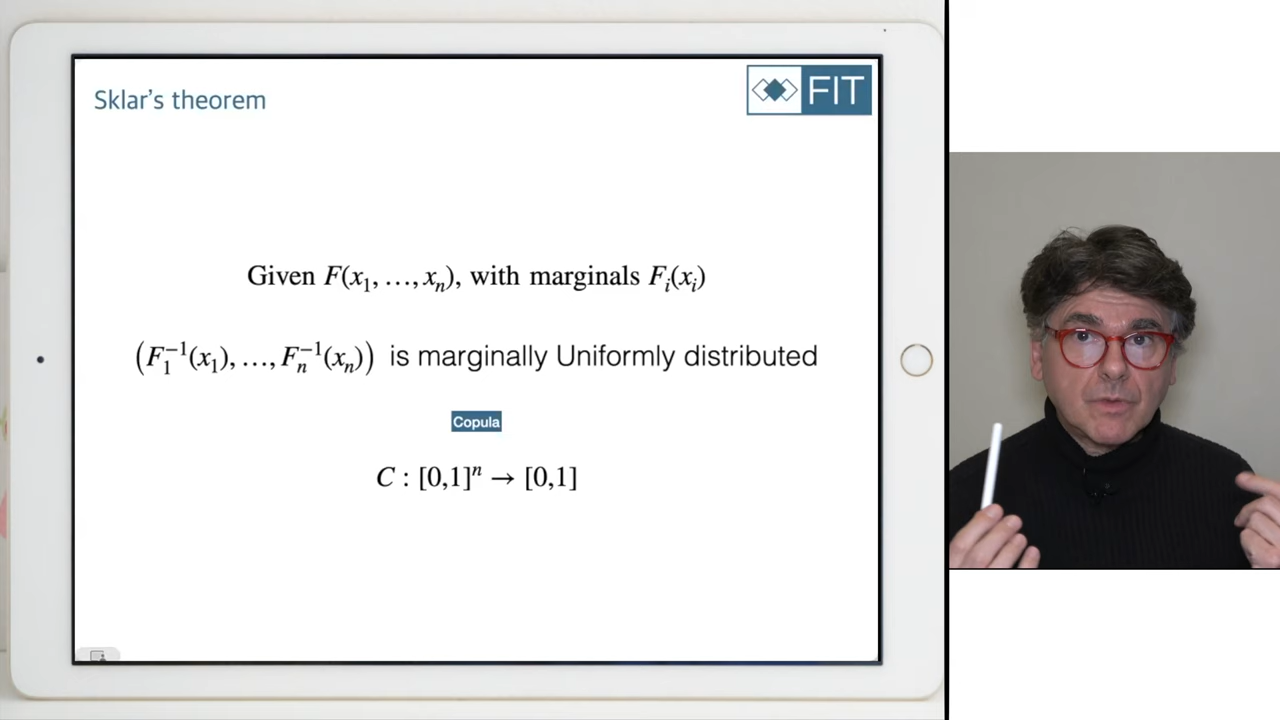 Sklar's theorem
FIT
Given F(x₁, …, xₙ), with marginals Fᵢ(xᵢ)
(F₁⁻¹(x₁), …, Fₙ⁻¹(xₙ)) is marginally Uniformly distributed
Copula
C : [0,1]ⁿ → [0,1]